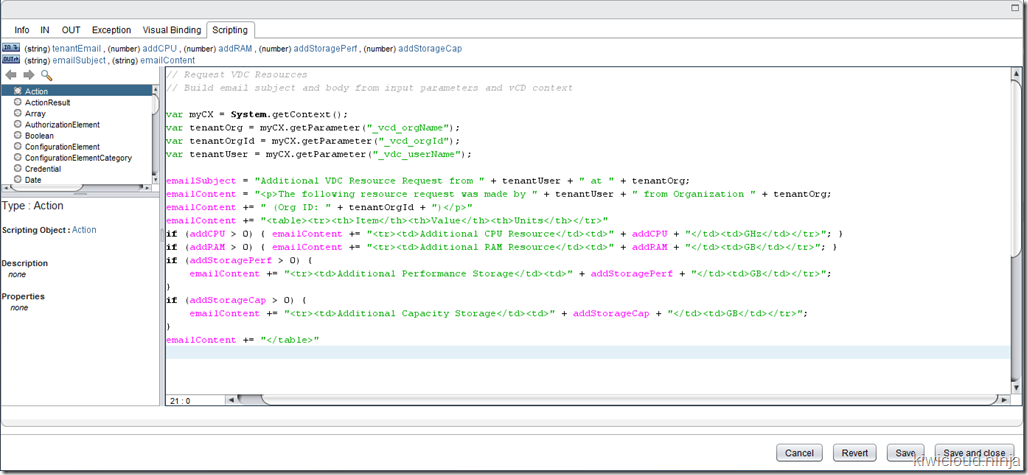 Info IN OUT Exception Visual Binding Scripting
IN (string) tenantEmail , (number) addCPU , (number) addRAM , (number) addStoragePerf , (number) addStorageCap
OUT (string) emailSubject , (string) emailContent
Action
ActionResult
Array
AuthorizationElement
Boolean
ConfigurationElement
ConfigurationElementCategory
Credential
Date
Type : Action
Scripting Object : Action
Description
none
Properties
none
// Request VDC Resources
// Build email subject and body from input parameters and vCD context
var myCX = System.getContext();
var tenantOrg = myCX.getParameter("_vcd_orgName");
var tenantOrgId = myCX.getParameter("_vcd_orgId");
var tenantUser = myCX.getParameter("_vdc_userName");
emailSubject = "Additional VDC Resource Request from " + tenantUser + " at " + tenantOrg;
emailContent = "<p>The following resource request was made by " + tenantUser + " from Organization " + tenantOrg;
emailContent += " (Org ID: " + tenantOrgId + ")</p>"
emailContent += "<table><tr><th>Item</th><th>Value</th><th>Units</th></tr>"
if (addCPU > 0) { emailContent += "<tr><td>Additional CPU Resource</td><td>" + addCPU + "</td><td>GHz</td></tr>"; }
if (addRAM > 0) { emailContent += "<tr><td>Additional RAM Resource</td><td>" + addRAM + "</td><td>GB</td></tr>"; }
if (addStoragePerf > 0) {
emailContent += "<tr><td>Additional Performance Storage</td><td>" + addStoragePerf + "</td><td>GB</td></tr>";
}
if (addStorageCap > 0) {
emailContent += "<tr><td>Additional Capacity Storage</td><td>" + addStorageCap + "</td><td>GB</td></tr>";
}
emailContent += "</table>"
21 : 0
Cancel Revert Save Save and close
kiwicloud.ninja